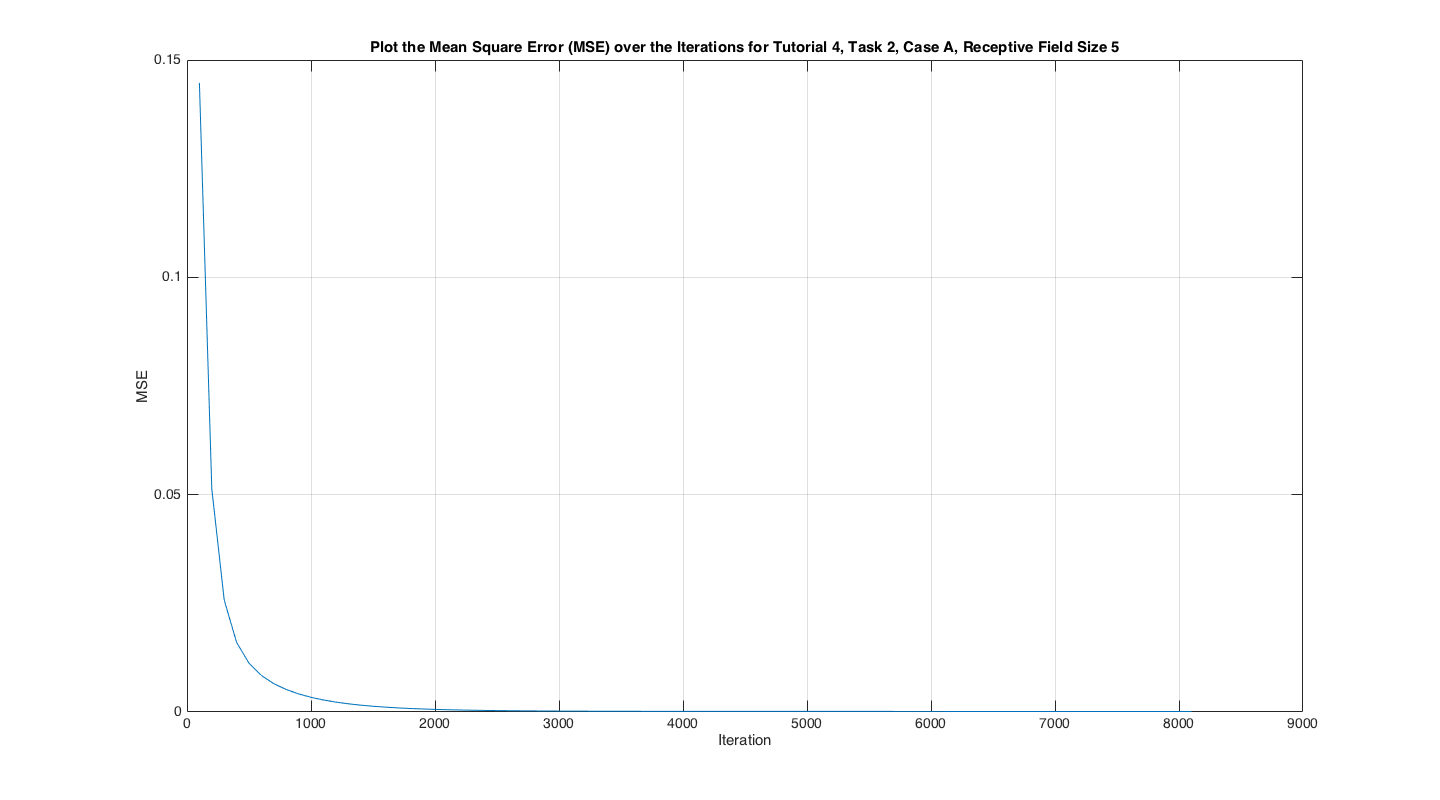 Plot the Mean Square Error (MSE) over the Iterations for Tutorial 4, Task 2, Case A, Receptive Field Size 5
0.15
0.1
0.05
0
MSE
0 1000 2000 3000 4000 5000 6000 7000 8000 9000
Iteration